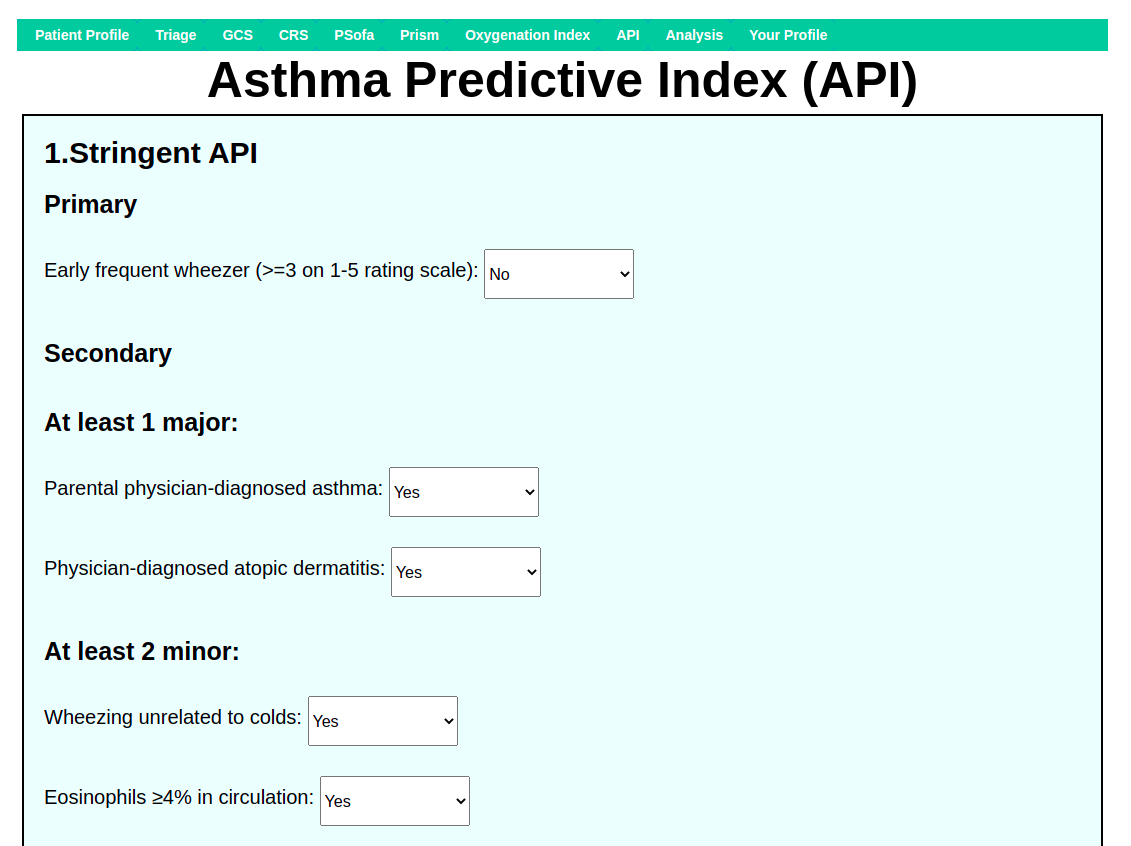 Patient Profile Triage GCS CRS PSofa Prism Oxygenation Index API Analysis Your Profile
Asthma Predictive Index (API)
1.Stringent API
Primary
Early frequent wheezer (>=3 on 1-5 rating scale): No
Secondary
At least 1 major:
Parental physician-diagnosed asthma: Yes
Physician-diagnosed atopic dermatitis: Yes
At least 2 minor:
Wheezing unrelated to colds: Yes
Eosinophils ≥4% in circulation: Yes